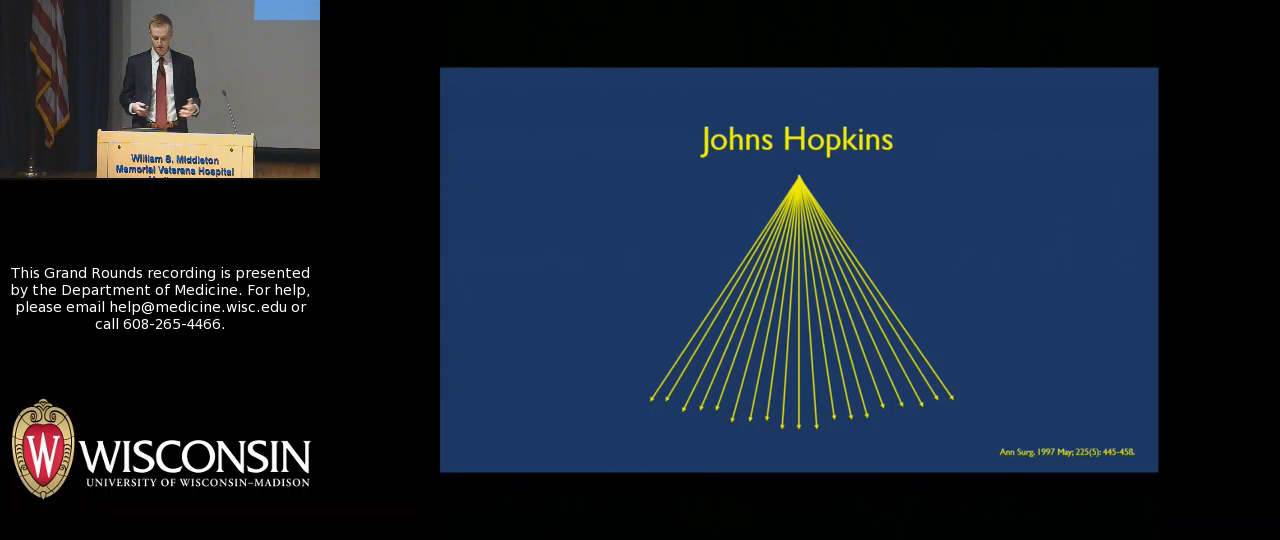 William S. Middleton
Memorial Veterans Hospital
This Grand Rounds recording is presented
by the Department of Medicine. For help,
please email help@medicine.wisc.edu or
call 608-265-4466.
W
WISCONSIN
UNIVERSITY OF WISCONSIN–MADISON
Johns Hopkins
Ann Surg. 1997 May; 225(5): 445-458.